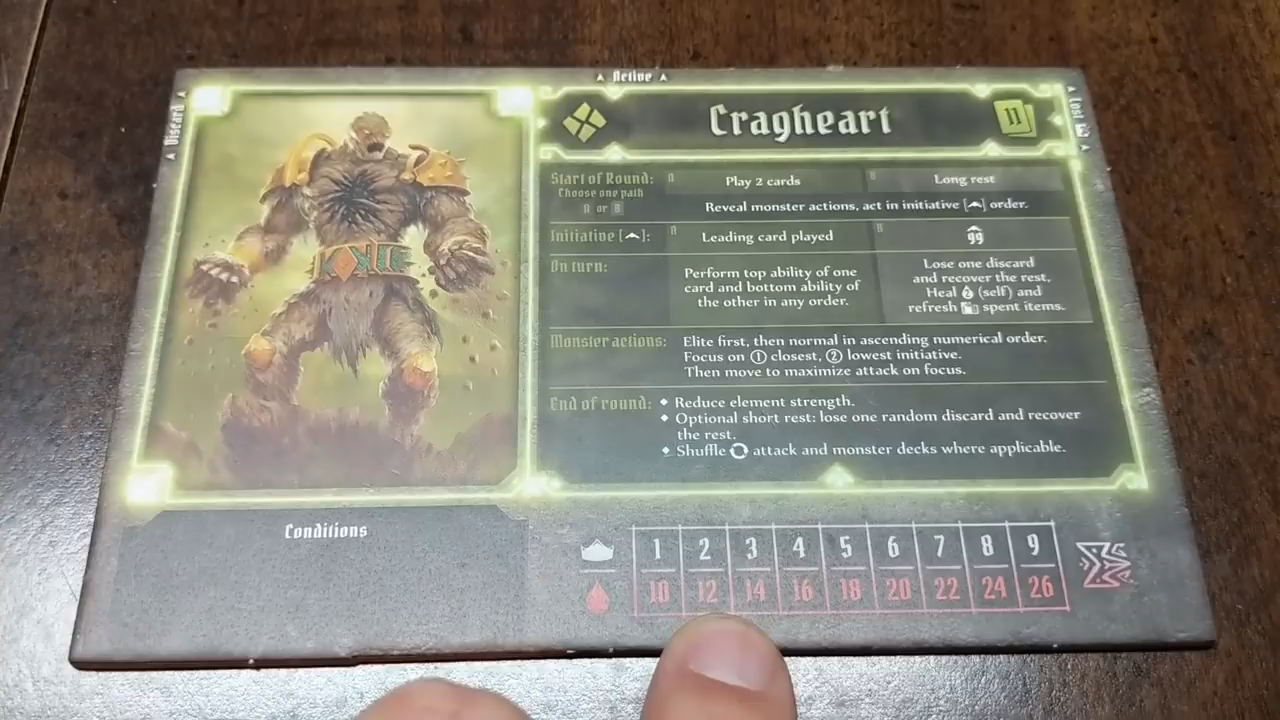 Active
Discard
Lost
Cragheart
11
Start of Round:
Choose one path
A or B
A Play 2 cards
B Long rest
Reveal monster actions, act in initiative [ ] order.
Initiative [ ]:
A Leading card played
B 99
On turn:
Perform top ability of one
card and bottom ability of
the other in any order.
Lose one discard
and recover the rest,
Heal 2 (self) and
refresh spent items.
Monster actions:
Elite first, then normal in ascending numerical order.
Focus on 1 closest, 2 lowest initiative.
Then move to maximize attack on focus.
End of round:
◆ Reduce element strength.
◆ Optional short rest: lose one random discard and recover
the rest.
◆ Shuffle attack and monster decks where applicable.
Conditions
1 2 3 4 5 6 7 8 9
10 12 14 16 18 20 22 24 26